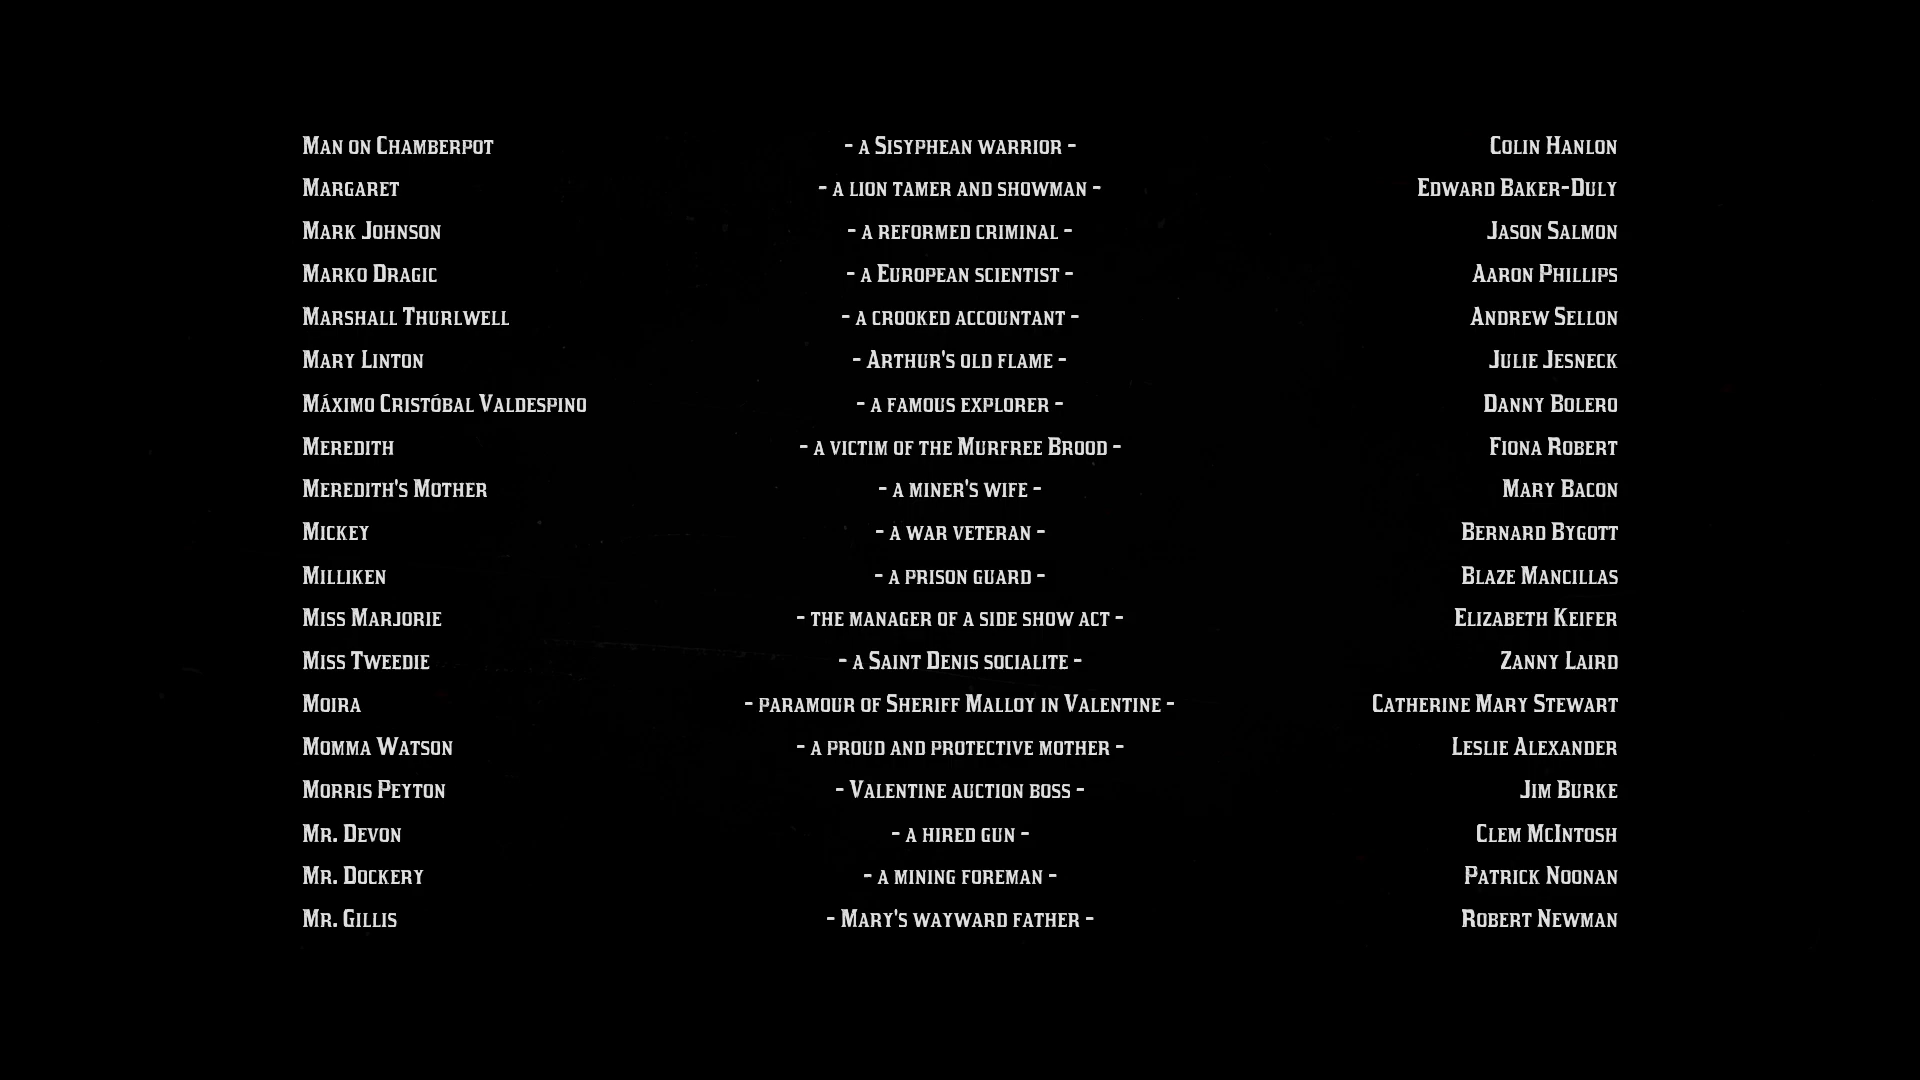 Man on Chamberpot - a Sisyphean warrior - Colin Hanlon
Margaret - a lion tamer and showman - Edward Baker-Duly
Mark Johnson - a reformed criminal - Jason Salmon
Marko Dragic - a European scientist - Aaron Phillips
Marshall Thurlwell - a crooked accountant - Andrew Sellon
Mary Linton - Arthur's old flame - Julie Jesneck
Máximo Cristóbal Valdespino - a famous explorer - Danny Bolero
Meredith - a victim of the Murfree Brood - Fiona Robert
Meredith's Mother - a miner's wife - Mary Bacon
Mickey - a war veteran - Bernard Bygott
Milliken - a prison guard - Blaze Mancillas
Miss Marjorie - the manager of a side show act - Elizabeth Keifer
Miss Tweedie - a Saint Denis socialite - Zanny Laird
Moira - paramour of Sheriff Malloy in Valentine - Catherine Mary Stewart
Momma Watson - a proud and protective mother - Leslie Alexander
Morris Peyton - Valentine auction boss - Jim Burke
Mr. Devon - a hired gun - Clem McIntosh
Mr. Dockery - a mining foreman - Patrick Noonan
Mr. Gillis - Mary's wayward father - Robert Newman